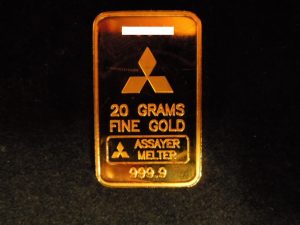 20 GRAMS
FINE GOLD
ASSAYER
MELTER
999.9